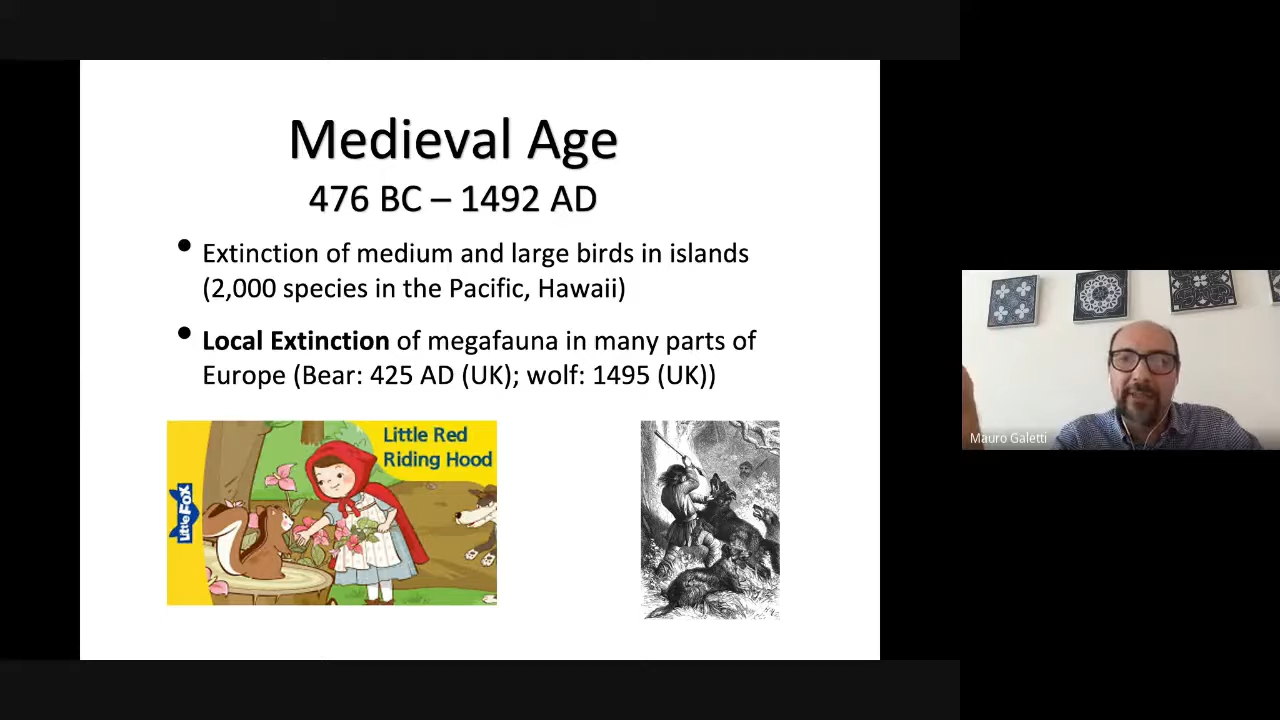 Medieval Age
476 BC – 1492 AD
• Extinction of medium and large birds in islands
(2,000 species in the Pacific, Hawaii)
• Local Extinction of megafauna in many parts of
Europe (Bear: 425 AD (UK); wolf: 1495 (UK))
Little Red
Riding Hood
Little FOX
Mauro Galetti